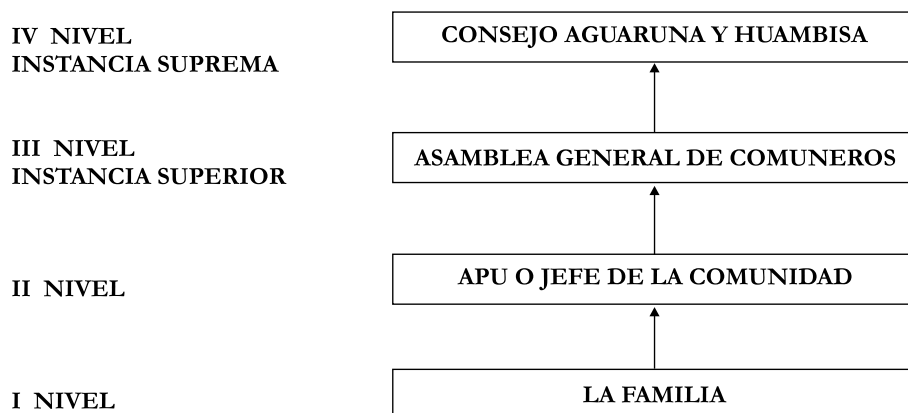 IV NIVEL
INSTANCIA SUPREMA
CONSEJO AGUARUNA Y HUAMBISA
III NIVEL
INSTANCIA SUPERIOR
ASAMBLEA GENERAL DE COMUNEROS
II NIVEL
APU O JEFE DE LA COMUNIDAD
I NIVEL
LA FAMILIA